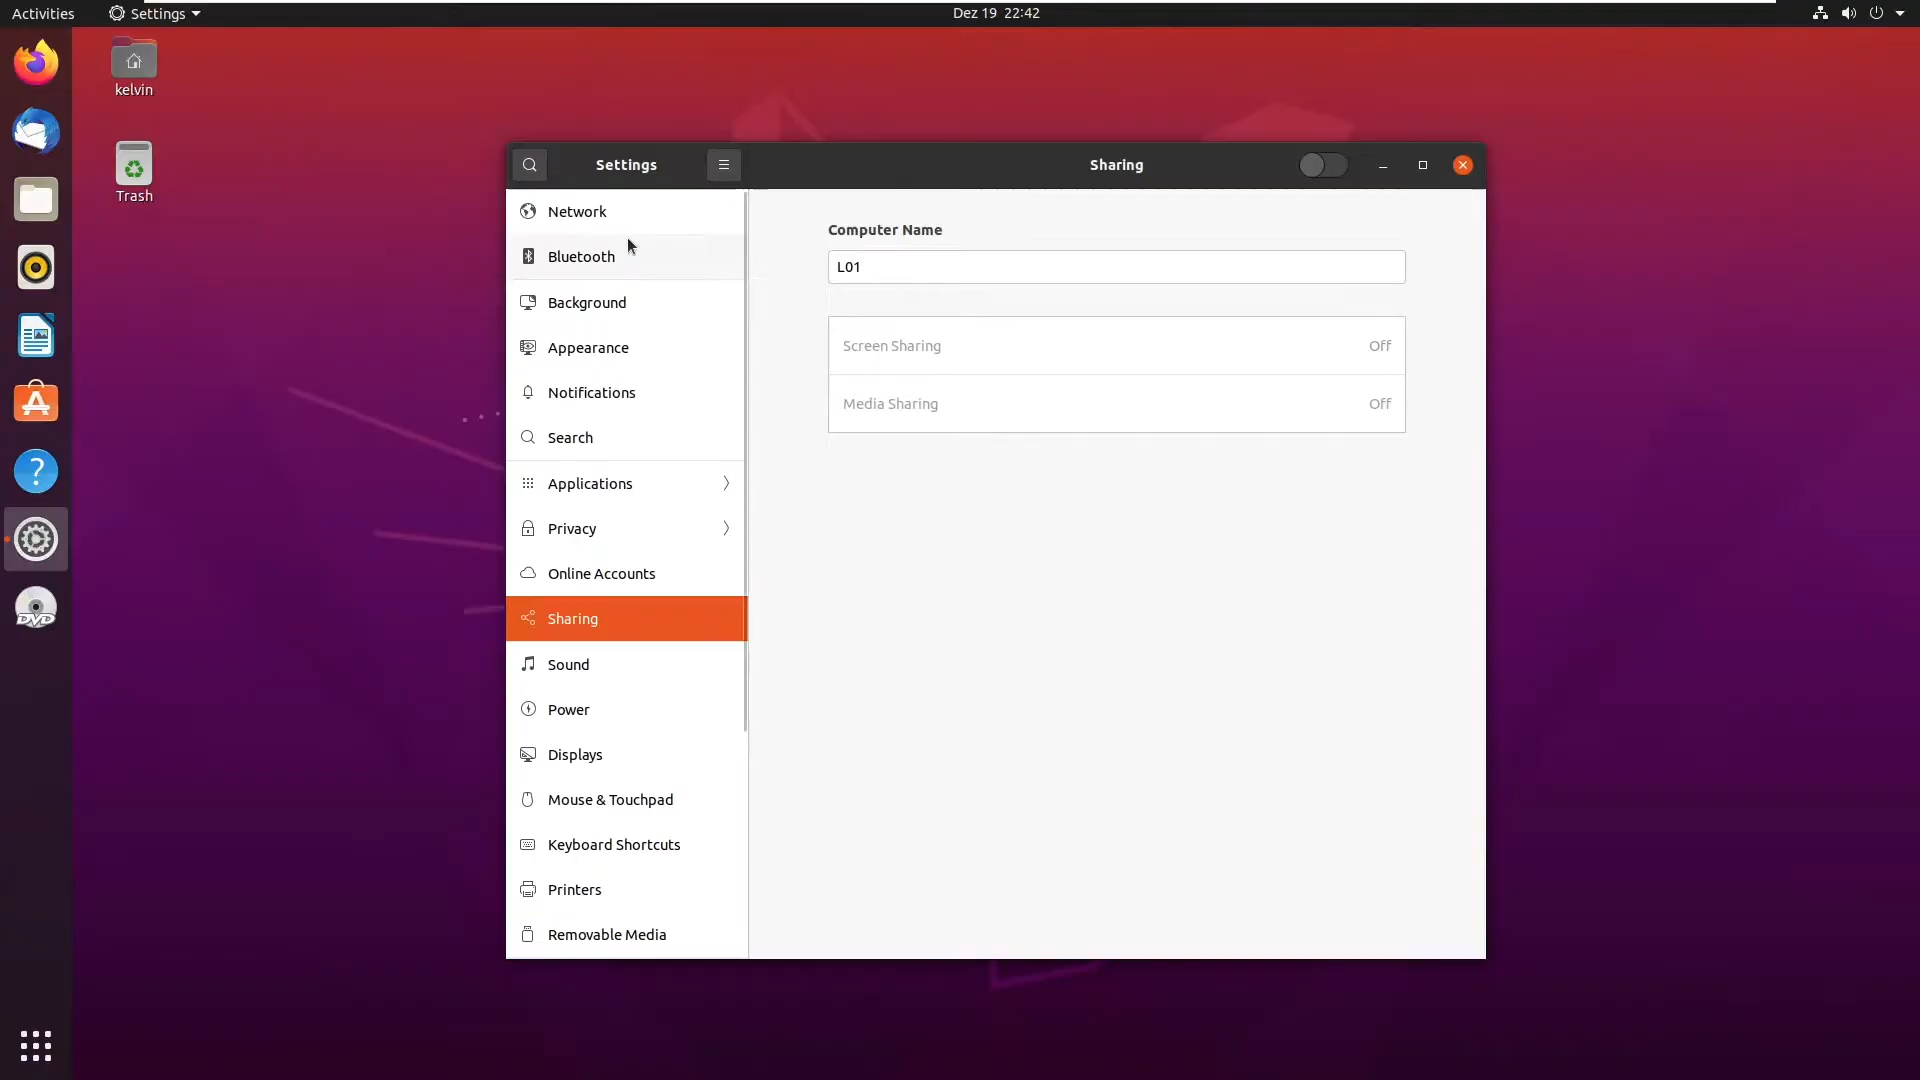 Activities
Settings
Dez 19 22:42
kelvin
Trash
Settings
Sharing
Network
Bluetooth
Background
Appearance
Notifications
Search
Applications
Privacy
Online Accounts
Sharing
Sound
Power
Displays
Mouse & Touchpad
Keyboard Shortcuts
Printers
Removable Media
Computer Name
L01
Screen Sharing Off
Media Sharing Off
DVD